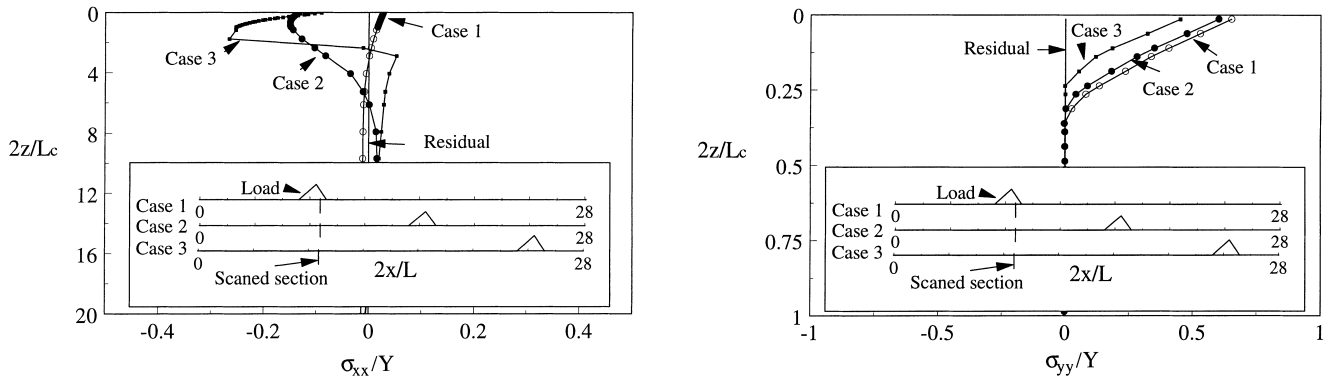 0
4
8
12
16
20
2z/Lc
Case 1
Case 3
Case 2
Residual
Load
Case 1
0
28
Case 2
0
28
Case 3
0
28
Scaned section
2x/L
-0.4
-0.2
0
0.2
0.4
σxx/Y
0
0.25
0.5
0.75
1
2z/Lc
Case 3
Residual
Case 1
Case 2
Load
Case 1
0
28
Case 2
0
28
Case 3
0
28
Scaned section
2x/L
-1
-0.5
0
0.5
1
σyy/Y